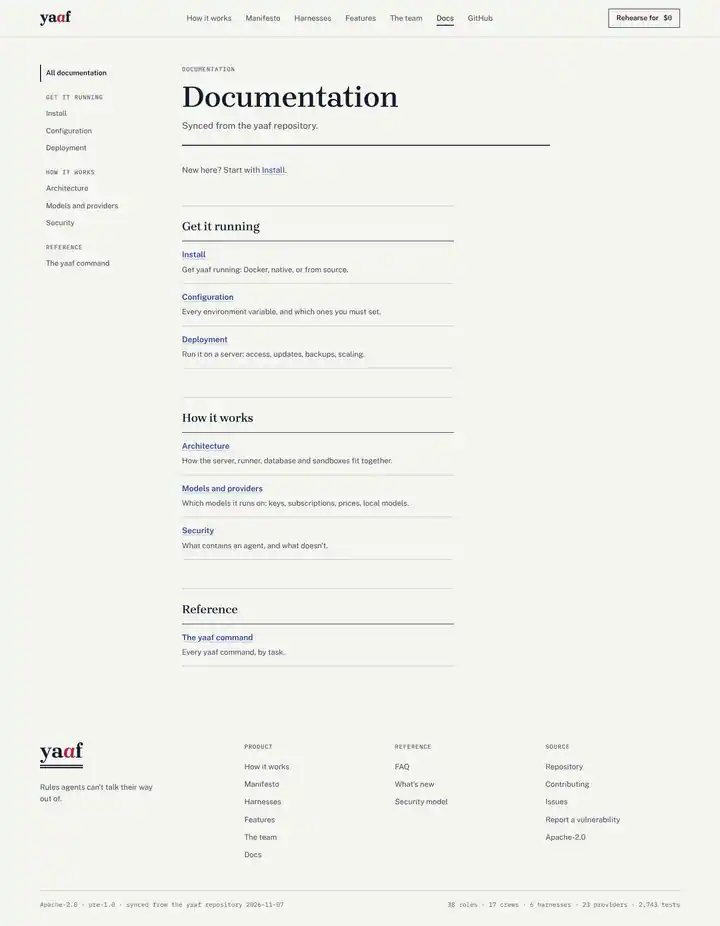 yaaf
How it works Manifesto Harnesses Features The team Docs GitHub
Rehearse for $0
All documentation
GET IT RUNNING
Install
Configuration
Deployment
HOW IT WORKS
Architecture
Models and providers
Security
REFERENCE
The yaaf command
DOCUMENTATION
Documentation
Synced from the yaaf repository.
New here? Start with Install.
Get it running
Install
Get yaaf running: Docker, native, or from source.
Configuration
Every environment variable, and which ones you must set.
Deployment
Run it on a server: access, updates, backups, scaling.
How it works
Architecture
How the server, runner, database and sandboxes fit together.
Models and providers
Which models it runs on: keys, subscriptions, prices, local models.
Security
What contains an agent, and what doesn't.
Reference
The yaaf command
Every yaaf command, by task.
yaaf
Rules agents can't talk their way
out of.
PRODUCT
How it works
Manifesto
Harnesses
Features
The team
Docs
REFERENCE
FAQ
What's new
Security model
SOURCE
Repository
Contributing
Issues
Report a vulnerability
Apache-2.0
Apache-2.0 · pre-1.0 · synced from the yaaf repository 2026-11-07
38 roles · 17 crews · 6 harnesses · 23 providers · 2,743 tests